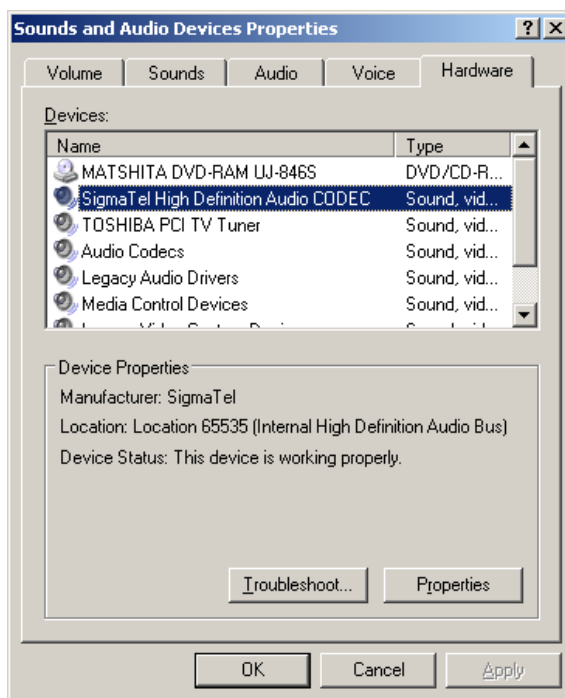 Sounds and Audio Devices Properties
Volume Sounds Audio Voice Hardware
Devices:
Name Type
MATSHITA DVD-RAM UJ-846S DVD/CD-R...
SigmaTel High Definition Audio CODEC Sound, vid...
TOSHIBA PCI TV Tuner Sound, vid...
Audio Codecs Sound, vid...
Legacy Audio Drivers Sound, vid...
Media Control Devices Sound, vid...
Device Properties
Manufacturer: SigmaTel
Location: Location 65535 (Internal High Definition Audio Bus)
Device Status: This device is working properly.
Troubleshoot... Properties
OK Cancel Apply